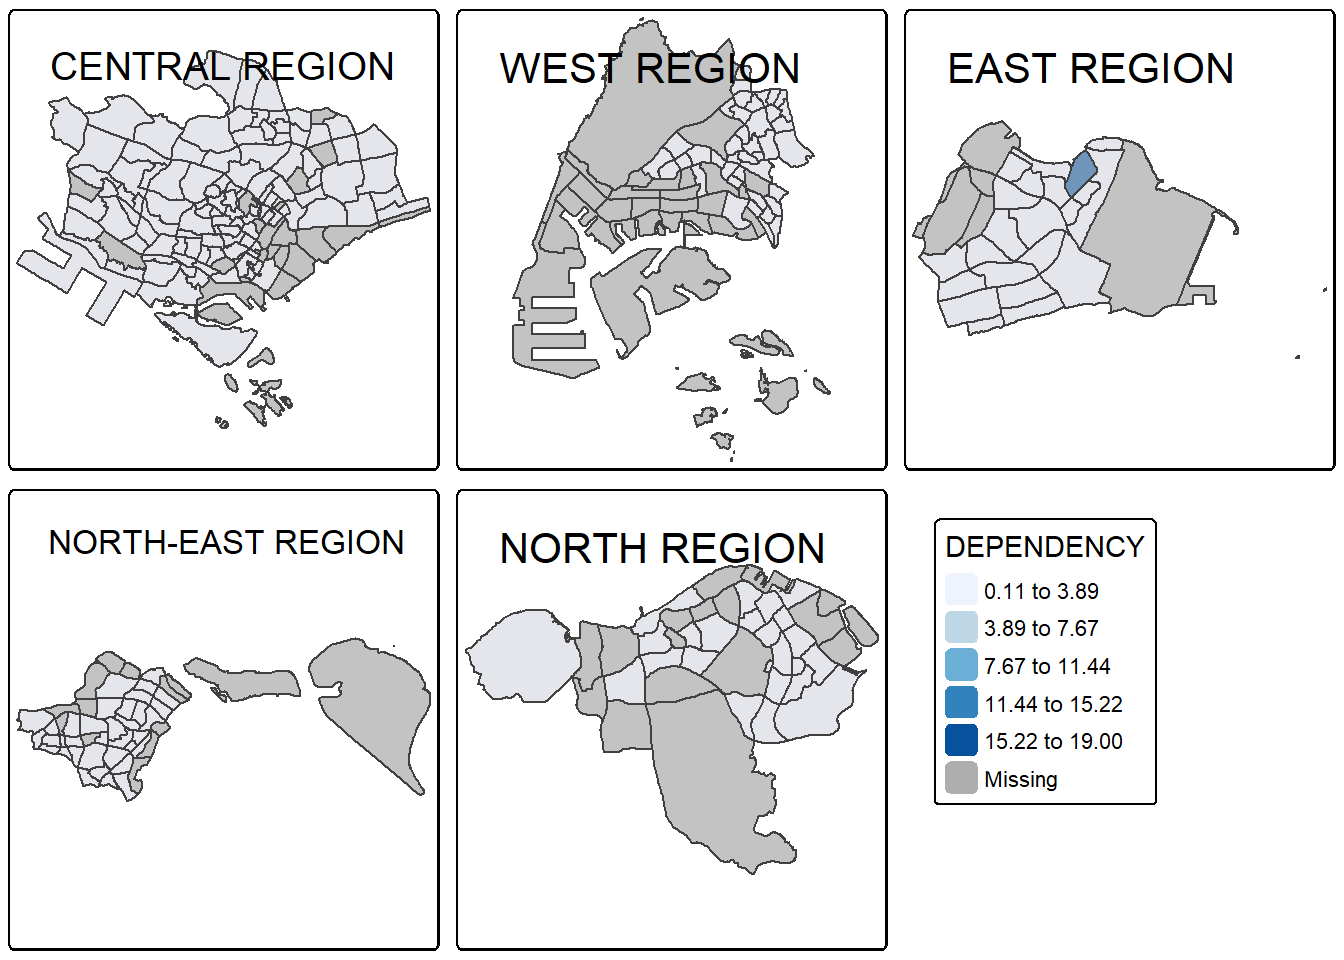 CENTRAL REGION
WEST REGION
EAST REGION
NORTH-EAST REGION
NORTH REGION
DEPENDENCY
0.11 to 3.89
3.89 to 7.67
7.67 to 11.44
11.44 to 15.22
15.22 to 19.00
Missing